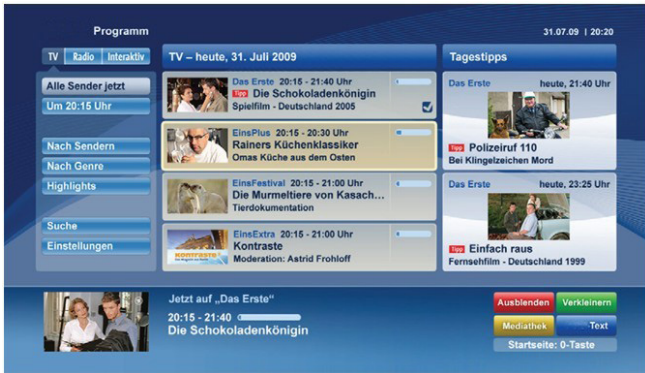 Programm
31.07.09 | 20:20
TV Radio Interaktiv
TV – heute, 31. Juli 2009
Tagestipps
Alle Sender jetzt
Um 20:15 Uhr
Nach Sendern
Nach Genre
Highlights
Suche
Einstellungen
Das Erste 20:15 - 21:40 Uhr
Tipp Die Schokoladenkönigin
Spielfilm - Deutschland 2005
EinsPlus 20:15 - 20:30 Uhr
Rainers Küchenklassiker
Omas Küche aus dem Osten
EinsFestival 20:15 - 21:00 Uhr
Die Murmeltiere von Kasach...
Tierdokumentation
KONTRASTE
EinsExtra 20:15 - 21:00 Uhr
Kontraste
Moderation: Astrid Frohloff
Das Erste heute, 21:40 Uhr
Tipp Polizeiruf 110
Bei Klingelzeichen Mord
Das Erste heute, 23:25 Uhr
Tipp Einfach raus
Fernsehfilm - Deutschland 1999
Jetzt auf „Das Erste“
20:15 - 21:40
Die Schokoladenkönigin
Ausblenden Verkleinern
Mediathek Text
Startseite: 0-Taste